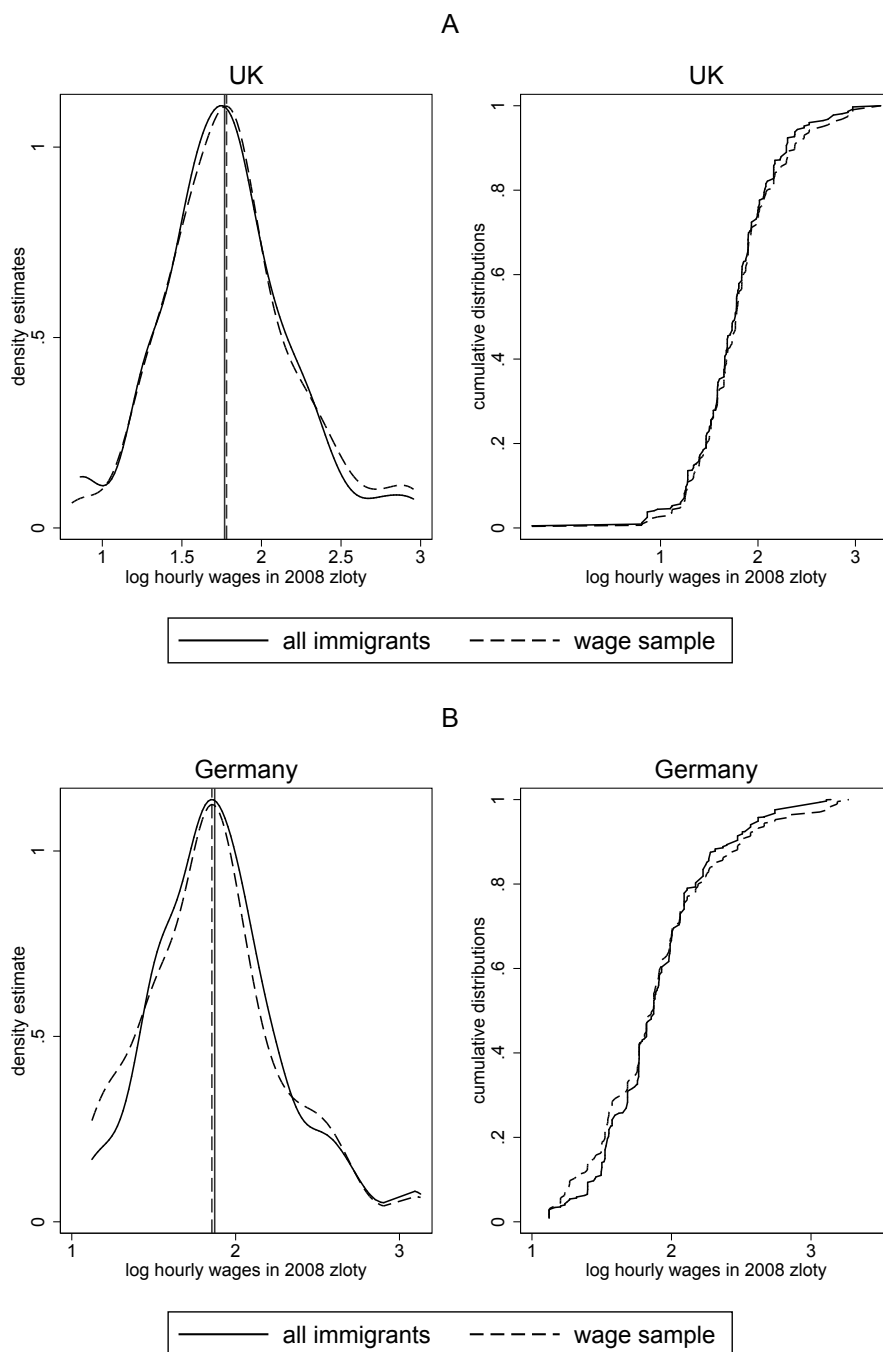 A
UK
density estimates
0
.5
1
1
1.5
2
2.5
3
log hourly wages in 2008 zloty
UK
cumulative distributions
0
.2
.4
.6
.8
1
1
2
3
log hourly wages in 2008 zloty
all immigrants
wage sample
B
Germany
density estimate
0
.5
1
1
2
3
log hourly wages in 2008 zloty
Germany
cumulative distributions
0
.2
.4
.6
.8
1
1
2
3
log hourly wages in 2008 zloty
all immigrants
wage sample